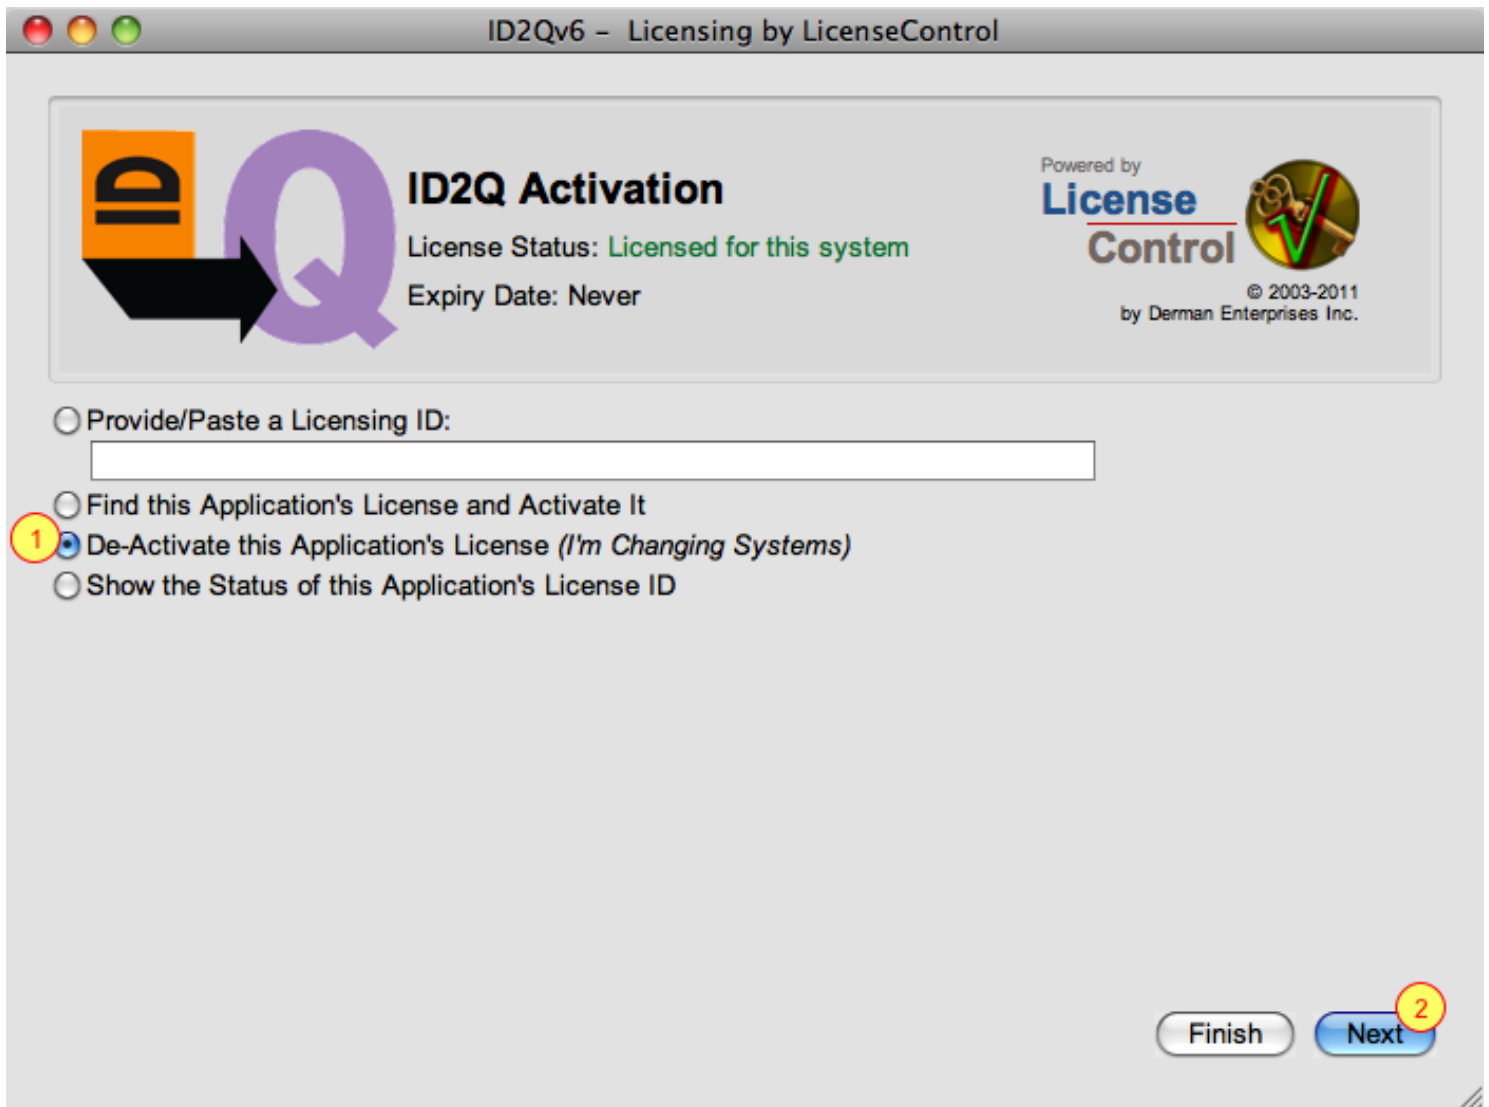 ID2Qv6 – Licensing by LicenseControl
ID
Q
ID2Q Activation
License Status: Licensed for this system
Expiry Date: Never
Powered by
License
Control
© 2003-2011
by Derman Enterprises Inc.
Provide/Paste a Licensing ID:
Find this Application's License and Activate It
1
De-Activate this Application's License (I'm Changing Systems)
Show the Status of this Application's License ID
2
Finish
Next